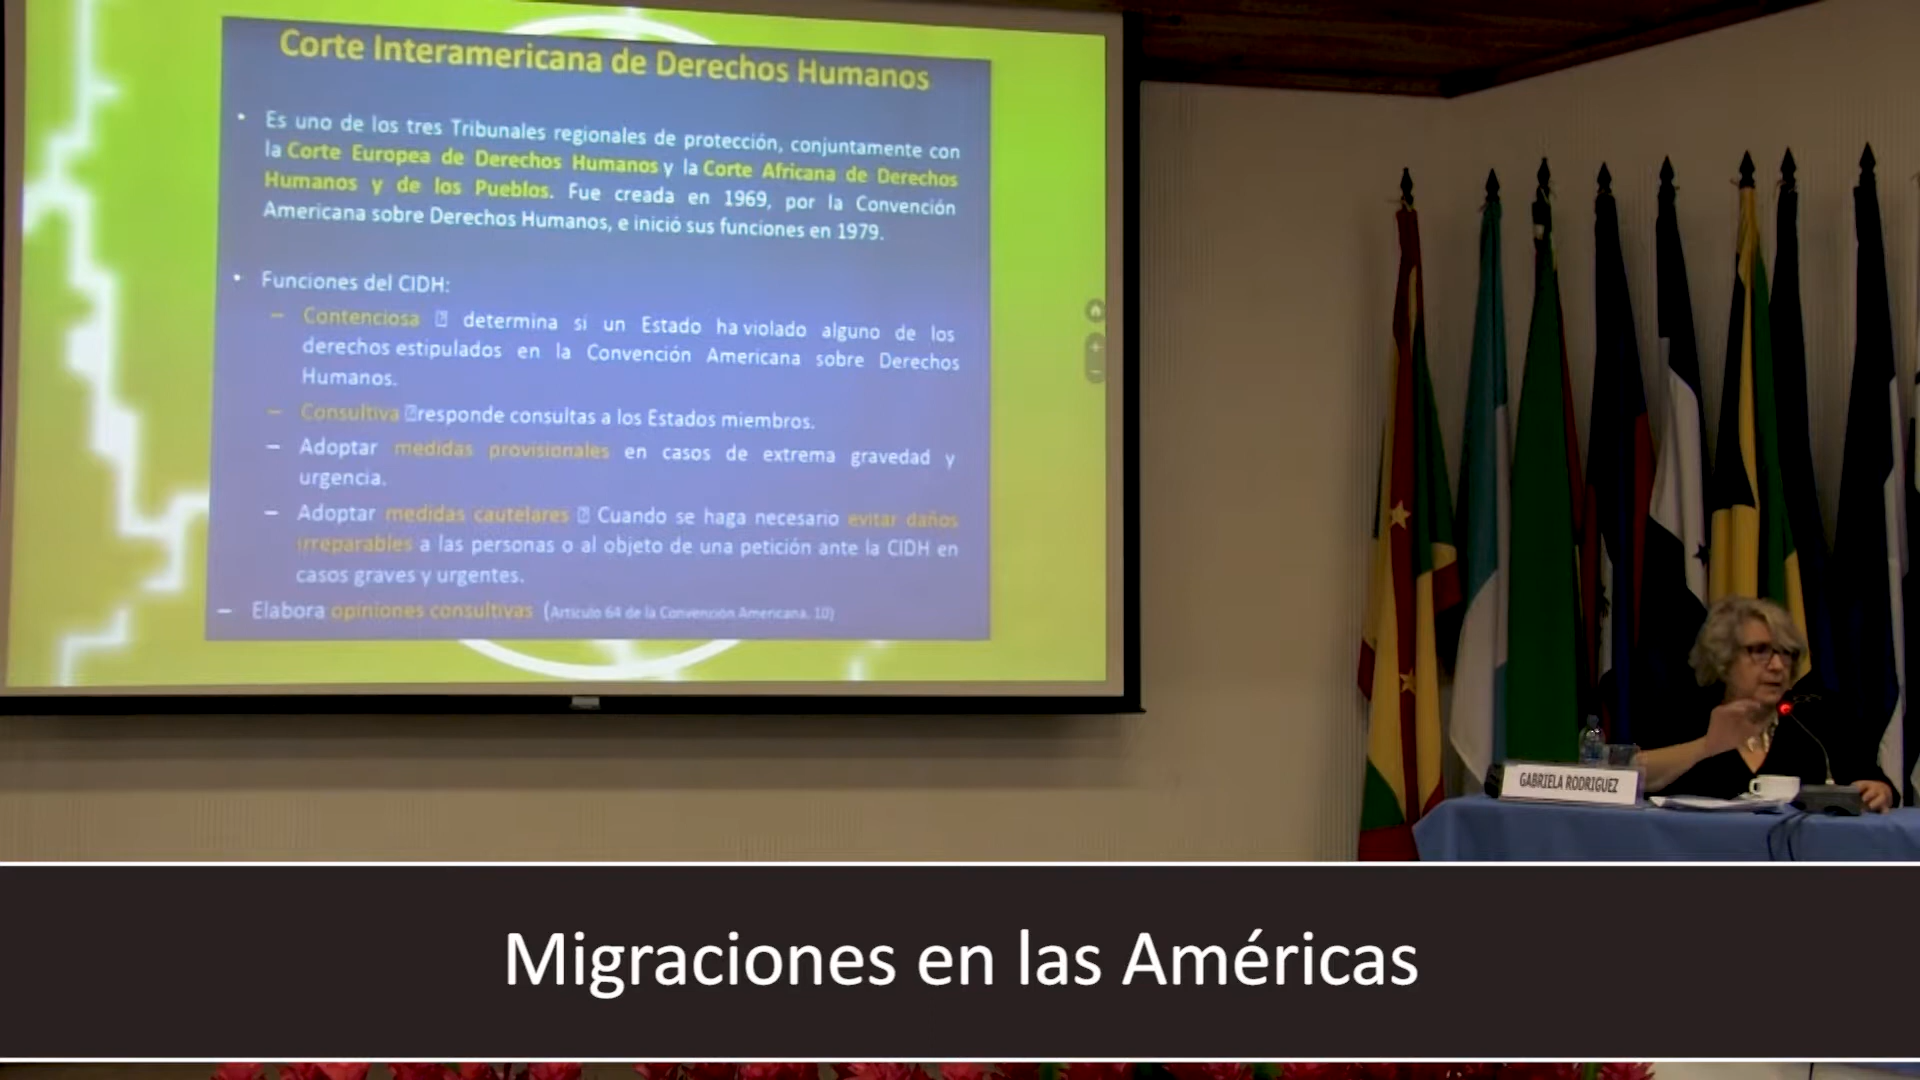 Corte Interamericana de Derechos Humanos
• Es uno de los tres Tribunales regionales de protección, conjuntamente con
la Corte Europea de Derechos Humanos y la Corte Africana de Derechos
Humanos y de los Pueblos. Fue creada en 1969, por la Convención
Americana sobre Derechos Humanos, e inició sus funciones en 1979.
• Funciones del CIDH:
– Contenciosa determina si un Estado ha violado alguno de los
derechos estipulados en la Convención Americana sobre Derechos
Humanos.
– Consultiva responde consultas a los Estados miembros.
– Adoptar medidas provisionales en casos de extrema gravedad y
urgencia.
– Adoptar medidas cautelares Cuando se haga necesario evitar daños
irreparables a las personas o al objeto de una petición ante la CIDH en
casos graves y urgentes.
– Elabora opiniones consultivas (Artículo 64 de la Convención Americana. 10)
GABRIELA RODRIGUEZ
Migraciones en las Américas